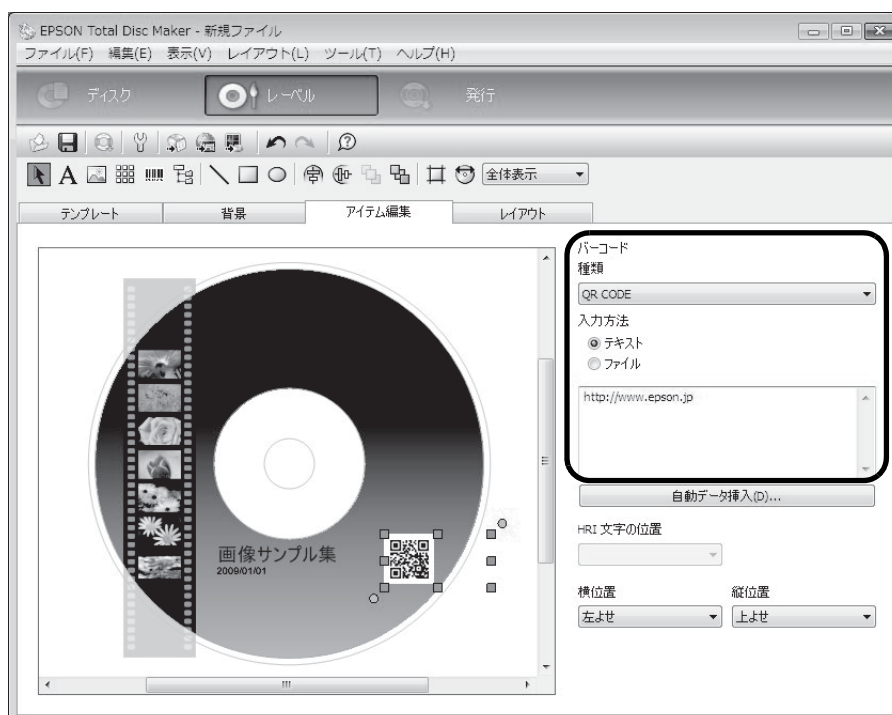 EPSON Total Disc Maker - 新規ファイル
ファイル(F) 編集(E) 表示(V) レイアウト(L) ツール(T) ヘルプ(H)
ディスク レーベル 発行
全体表示
テンプレート 背景 アイテム編集 レイアウト
画像サンプル集
2009/01/01
バーコード
種類
QR CODE
入力方法
テキスト
ファイル
http://www.epson.jp
自動データ挿入(D)...
HRI 文字の位置
横位置 縦位置
左よせ 上よせ